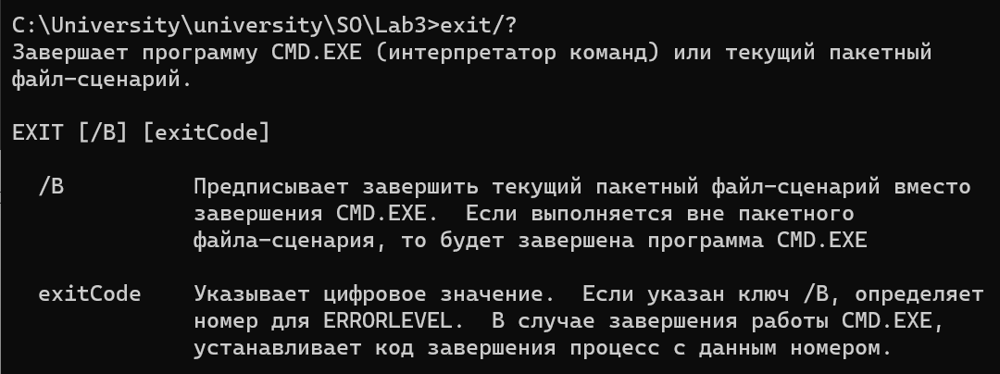 C:\University\university\SO\Lab3>exit/?
Завершает программу CMD.EXE (интерпретатор команд) или текущий пакетный
файл-сценарий.
EXIT [/B] [exitCode]
/B Предписывает завершить текущий пакетный файл-сценарий вместо
завершения CMD.EXE. Если выполняется вне пакетного
файла-сценария, то будет завершена программа CMD.EXE
exitCode Указывает цифровое значение. Если указан ключ /B, определяет
номер для ERRORLEVEL. В случае завершения работы CMD.EXE,
устанавливает код завершения процесс с данным номером.